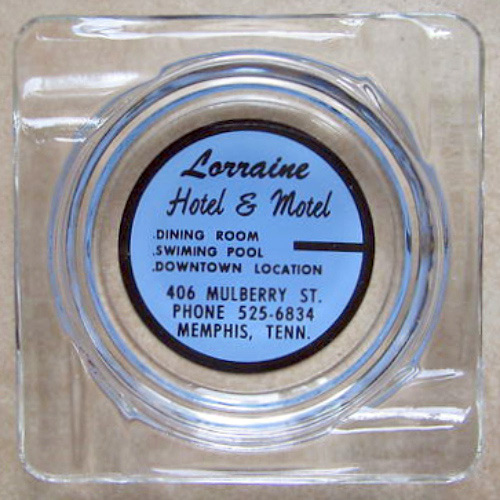 Lorraine
Hotel & Motel
.DINING ROOM
.SWIMING POOL
.DOWNTOWN LOCATION
406 MULBERRY ST.
PHONE 525-6834
MEMPHIS, TENN.